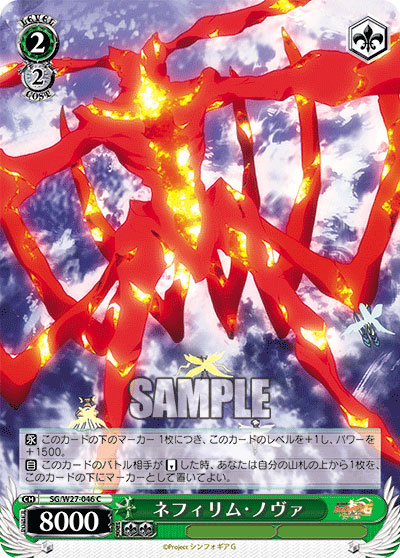 LEVEL
2
2
COST
SAMPLE
永 このカードの下のマーカー1枚につき、このカードのレベルを+1し、パワーを
+1500。
自 このカードのバトル相手が した時、あなたは自分の山札の上から1枚を、
このカードの下にマーカーとして置いてよい。
CH SG/W27-046 C
8000 ネフィリム・ノヴァ
©Project シンフォギアG